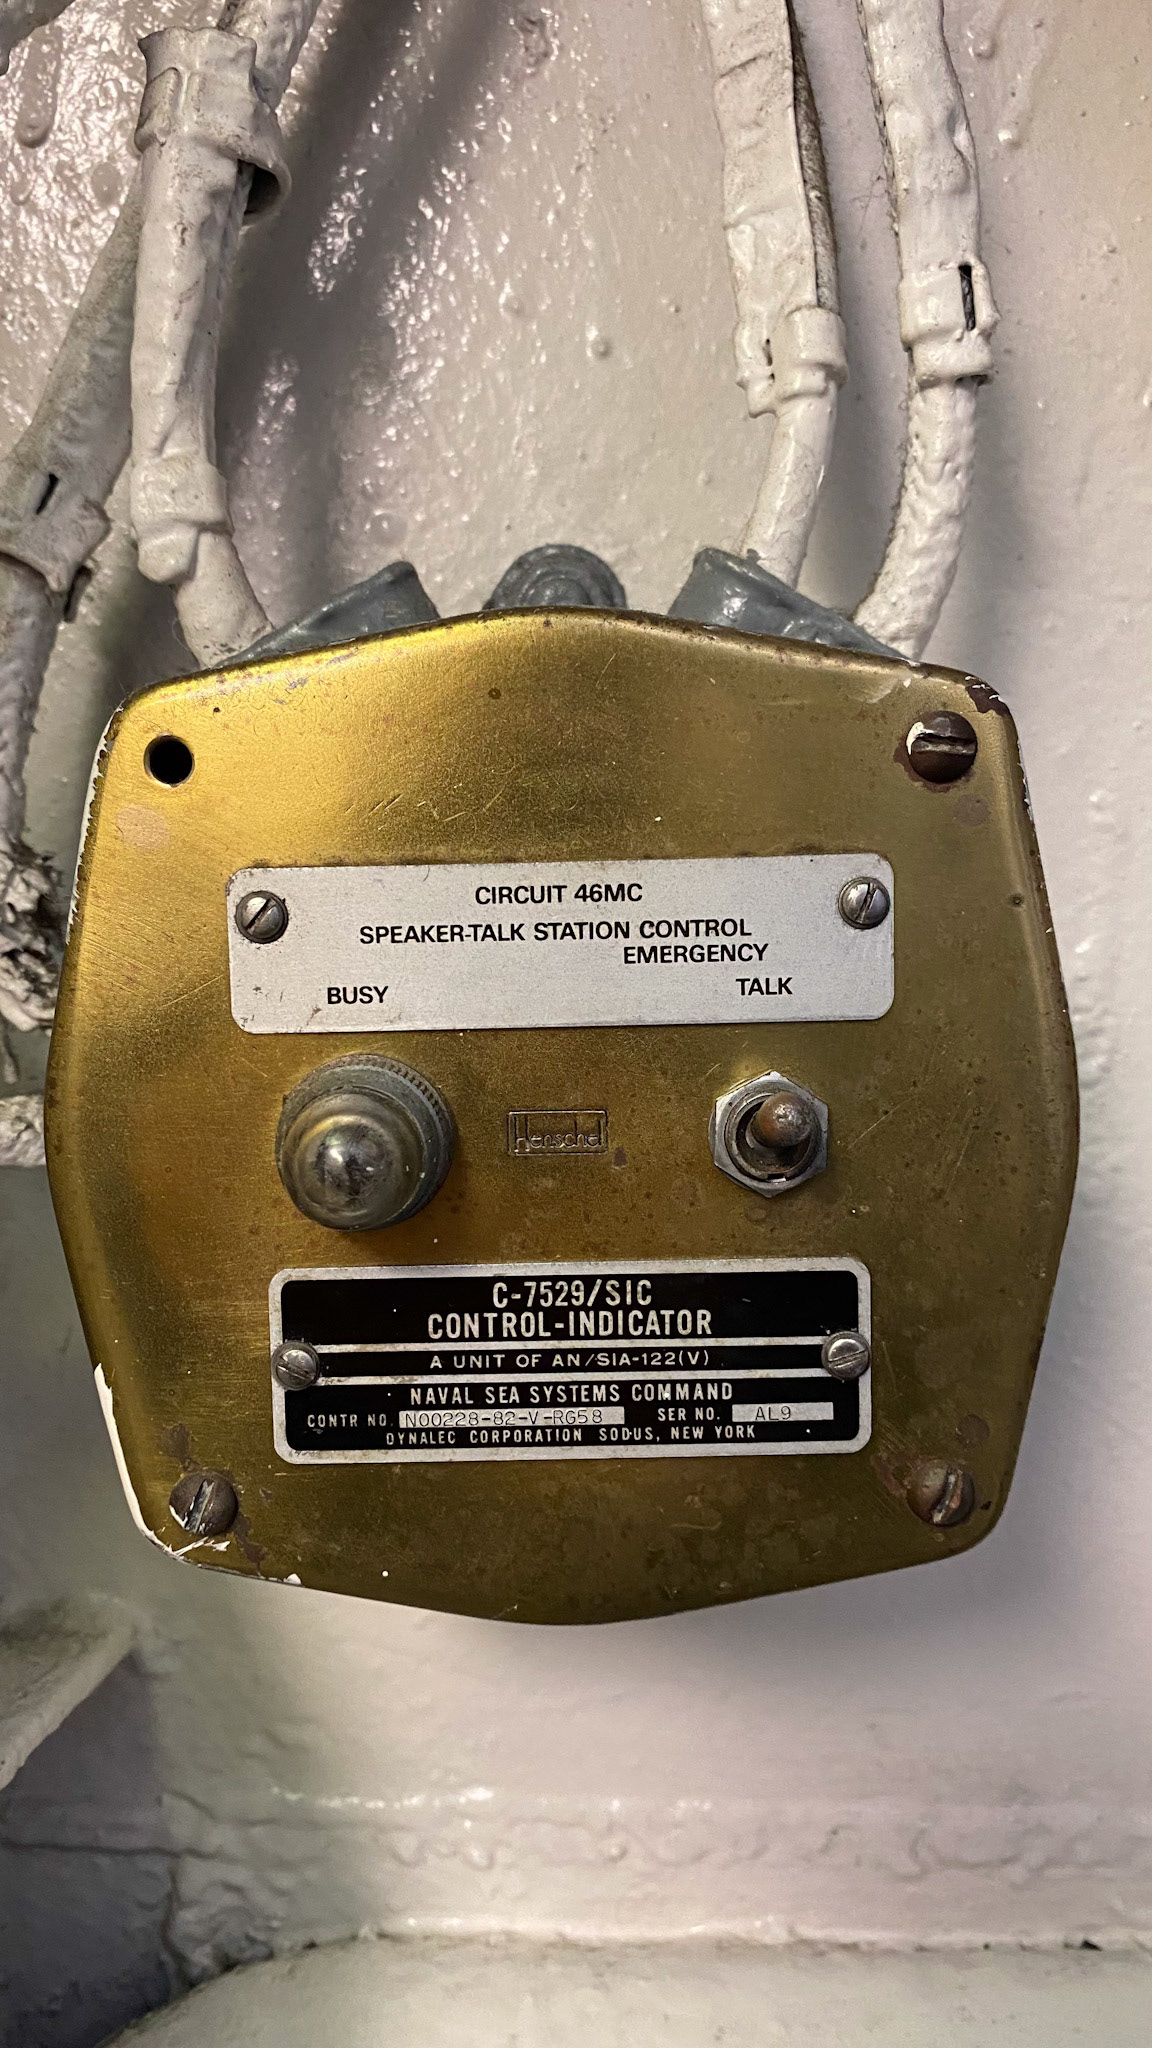 CIRCUIT 46MC
SPEAKER-TALK STATION CONTROL
EMERGENCY
BUSY TALK
Henschel
C-7529/SIC
CONTROL-INDICATOR
A UNIT OF AN/SIA-122(V)
NAVAL SEA SYSTEMS COMMAND
CONTR NO. N00228-82-V-RG58 SER NO. AL9
DYNALEC CORPORATION SODUS, NEW YORK